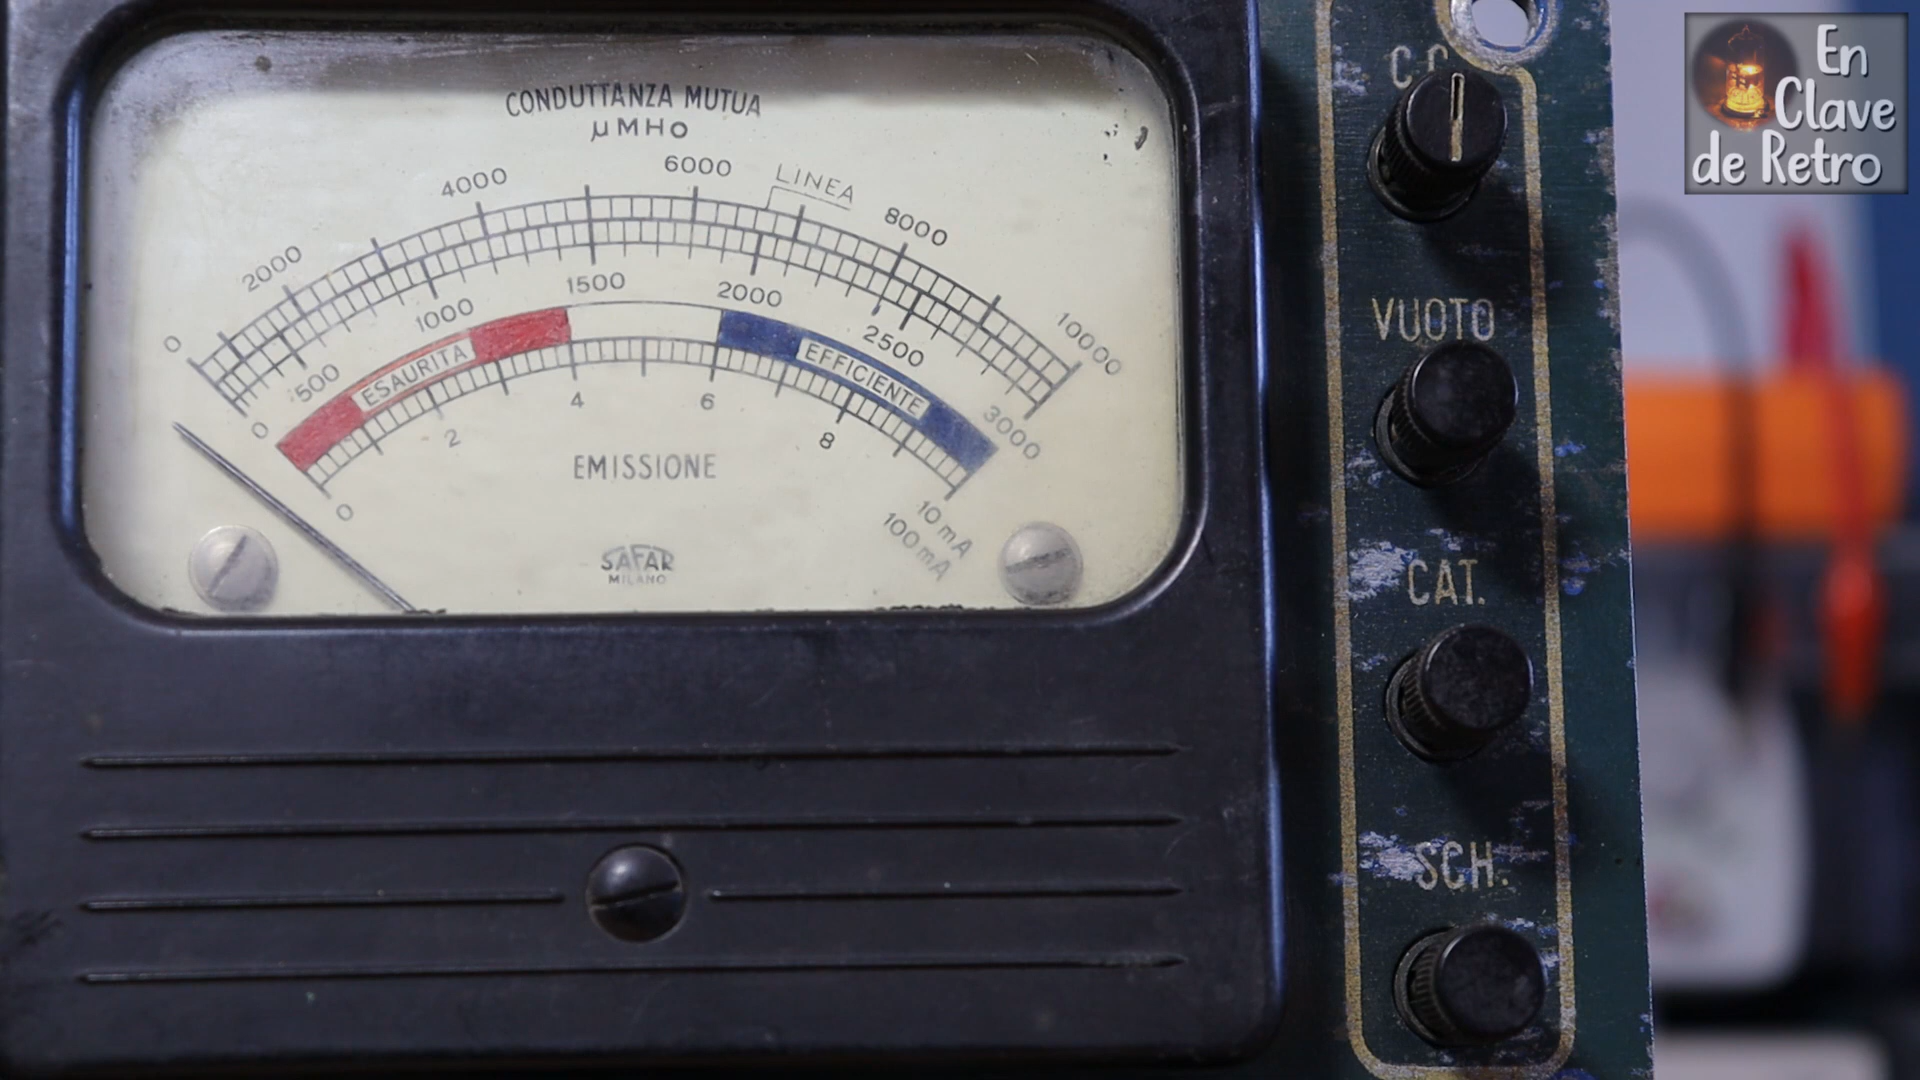 CONDUTTANZA MUTUA
µMHO
0 2000 4000 6000 LINEA 8000 10000
0 500 1000 1500 2000 2500 3000
ESAURITA EFFICIENTE
0 2 4 6 8 10 mA
100 mA
EMISSIONE
SAFAR
MILANO
VUOTO
CAT.
SCH.
En
Clave
de Retro